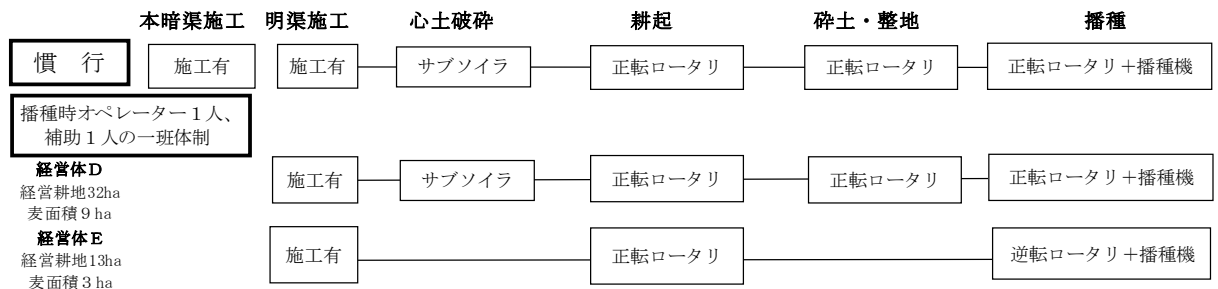 本暗渠施工 明渠施工 心土破砕 耕起 砕土・整地 播種
慣 行 施工有 施工有 サブソイラ 正転ロータリ 正転ロータリ 正転ロータリ＋播種機
播種時オペレーター１人、
補助１人の一班体制
経営体Ｄ
経営耕地32ha
麦面積９ha
施工有 サブソイラ 正転ロータリ 正転ロータリ 正転ロータリ＋播種機
経営体Ｅ
経営耕地13ha
麦面積３ha
施工有 正転ロータリ 逆転ロータリ＋播種機